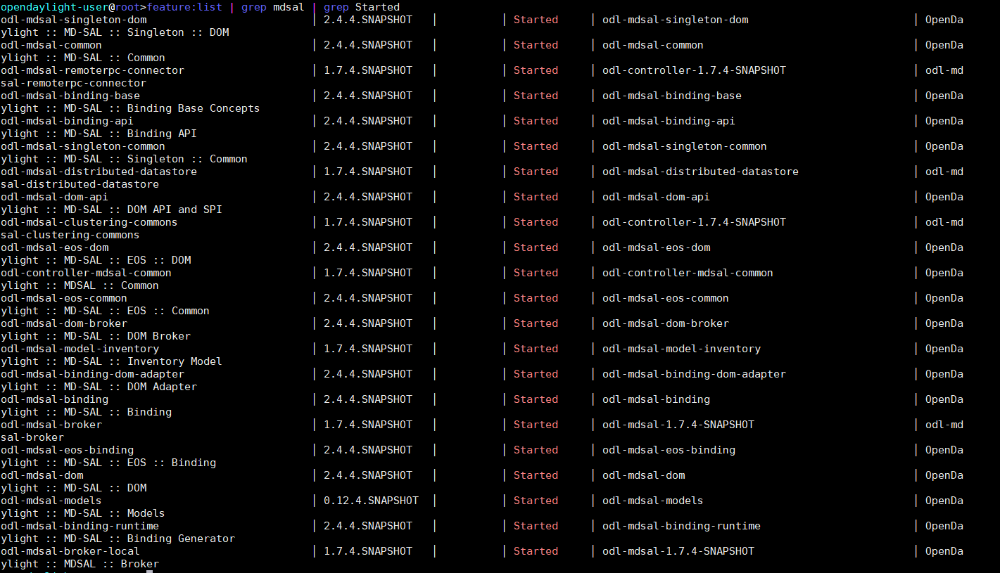 opendaylight-user@root>feature:list | grep mdsal | grep Started
odl-mdsal-singleton-dom | 2.4.4.SNAPSHOT | | Started | odl-mdsal-singleton-dom | OpenDa
ylight :: MD-SAL :: Singleton :: DOM
odl-mdsal-common | 2.4.4.SNAPSHOT | | Started | odl-mdsal-common | OpenDa
ylight :: MD-SAL :: Common
odl-mdsal-remoterpc-connector | 1.7.4.SNAPSHOT | | Started | odl-controller-1.7.4-SNAPSHOT | odl-md
sal-remoterpc-connector
odl-mdsal-binding-base | 2.4.4.SNAPSHOT | | Started | odl-mdsal-binding-base | OpenDa
ylight :: MD-SAL :: Binding Base Concepts
odl-mdsal-binding-api | 2.4.4.SNAPSHOT | | Started | odl-mdsal-binding-api | OpenDa
ylight :: MD-SAL :: Binding API
odl-mdsal-singleton-common | 2.4.4.SNAPSHOT | | Started | odl-mdsal-singleton-common | OpenDa
ylight :: MD-SAL :: Singleton :: Common
odl-mdsal-distributed-datastore | 1.7.4.SNAPSHOT | | Started | odl-mdsal-distributed-datastore | odl-md
sal-distributed-datastore
odl-mdsal-dom-api | 2.4.4.SNAPSHOT | | Started | odl-mdsal-dom-api | OpenDa
ylight :: MD-SAL :: DOM API and SPI
odl-mdsal-clustering-commons | 1.7.4.SNAPSHOT | | Started | odl-controller-1.7.4-SNAPSHOT | odl-md
sal-clustering-commons
odl-mdsal-eos-dom | 2.4.4.SNAPSHOT | | Started | odl-mdsal-eos-dom | OpenDa
ylight :: MD-SAL :: EOS :: DOM
odl-controller-mdsal-common | 1.7.4.SNAPSHOT | | Started | odl-controller-mdsal-common | OpenDa
ylight :: MDSAL :: Common
odl-mdsal-eos-common | 2.4.4.SNAPSHOT | | Started | odl-mdsal-eos-common | OpenDa
ylight :: MD-SAL :: EOS :: Common
odl-mdsal-dom-broker | 2.4.4.SNAPSHOT | | Started | odl-mdsal-dom-broker | OpenDa
ylight :: MD-SAL :: DOM Broker
odl-mdsal-model-inventory | 1.7.4.SNAPSHOT | | Started | odl-mdsal-model-inventory | OpenDa
ylight :: MD-SAL :: Inventory Model
odl-mdsal-binding-dom-adapter | 2.4.4.SNAPSHOT | | Started | odl-mdsal-binding-dom-adapter | OpenDa
ylight :: MD-SAL :: DOM Adapter
odl-mdsal-binding | 2.4.4.SNAPSHOT | | Started | odl-mdsal-binding | OpenDa
ylight :: MD-SAL :: Binding
odl-mdsal-broker | 1.7.4.SNAPSHOT | | Started | odl-mdsal-1.7.4-SNAPSHOT | odl-md
sal-broker
odl-mdsal-eos-binding | 2.4.4.SNAPSHOT | | Started | odl-mdsal-eos-binding | OpenDa
ylight :: MD-SAL :: EOS :: Binding
odl-mdsal-dom | 2.4.4.SNAPSHOT | | Started | odl-mdsal-dom | OpenDa
ylight :: MD-SAL :: DOM
odl-mdsal-models | 0.12.4.SNAPSHOT | | Started | odl-mdsal-models | OpenDa
ylight :: MD-SAL :: Models
odl-mdsal-binding-runtime | 2.4.4.SNAPSHOT | | Started | odl-mdsal-binding-runtime | OpenDa
ylight :: MD-SAL :: Binding Generator
odl-mdsal-broker-local | 1.7.4.SNAPSHOT | | Started | odl-mdsal-1.7.4-SNAPSHOT | OpenDa
ylight :: MDSAL :: Broker